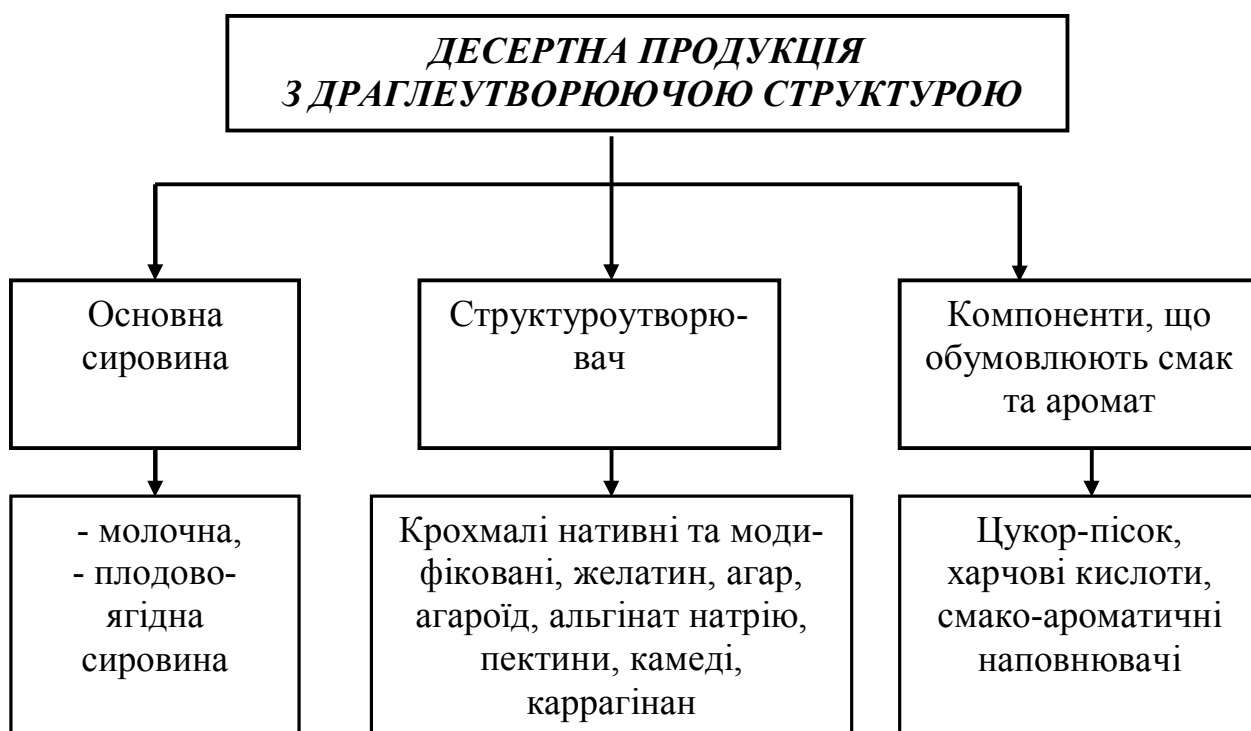 ДЕСЕРТНА ПРОДУКЦІЯ
З ДРАГЛЕУТВОРЮЮЧОЮ СТРУКТУРОЮ
Основна
сировина
Структуроутворю-
вач
Компоненти, що
обумовлюють смак
та аромат
- молочна,
- плодово-
ягідна
сировина
Крохмалі нативні та моди-
фіковані, желатин, агар,
агароїд, альгінат натрію,
пектини, камеді,
каррагінан
Цукор-пісок,
харчові кислоти,
смако-ароматичні
наповнювачі